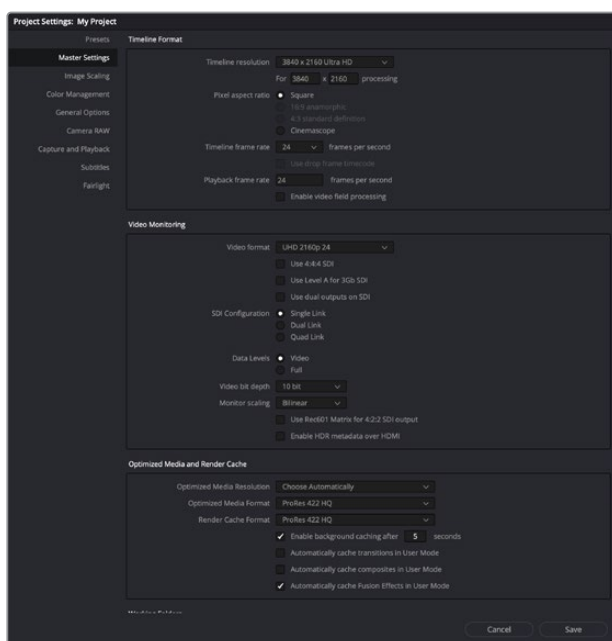 Project Settings: My Project
Presets
Master Settings
Image Scaling
Color Management
General Options
Camera RAW
Capture and Playback
Subtitles
Fairlight
Timeline Format
Timeline resolution 3840 x 2160 Ultra HD
For 3840 x 2160 processing
Pixel aspect ratio Square
16:9 anamorphic
4:3 standard definition
Cinemascope
Timeline frame rate 24 frames per second
Use drop frame timecode
Playback frame rate 24 frames per second
Enable video field processing
Video Monitoring
Video format UHD 2160p 24
Use 4:4:4 SDI
Use Level A for 3Gb SDI
Use dual outputs on SDI
SDI Configuration Single Link
Dual Link
Quad Link
Data Levels Video
Full
Video bit depth 10 bit
Monitor scaling Bilinear
Use Rec601 Matrix for 4:2:2 SDI output
Enable HDR metadata over HDMI
Optimized Media and Render Cache
Optimized Media Resolution Choose Automatically
Optimized Media Format ProRes 422 HQ
Render Cache Format ProRes 422 HQ
Enable background caching after 5 seconds
Automatically cache transitions in User Mode
Automatically cache composites in User Mode
Automatically cache Fusion Effects in User Mode
Working Folders
Cancel Save